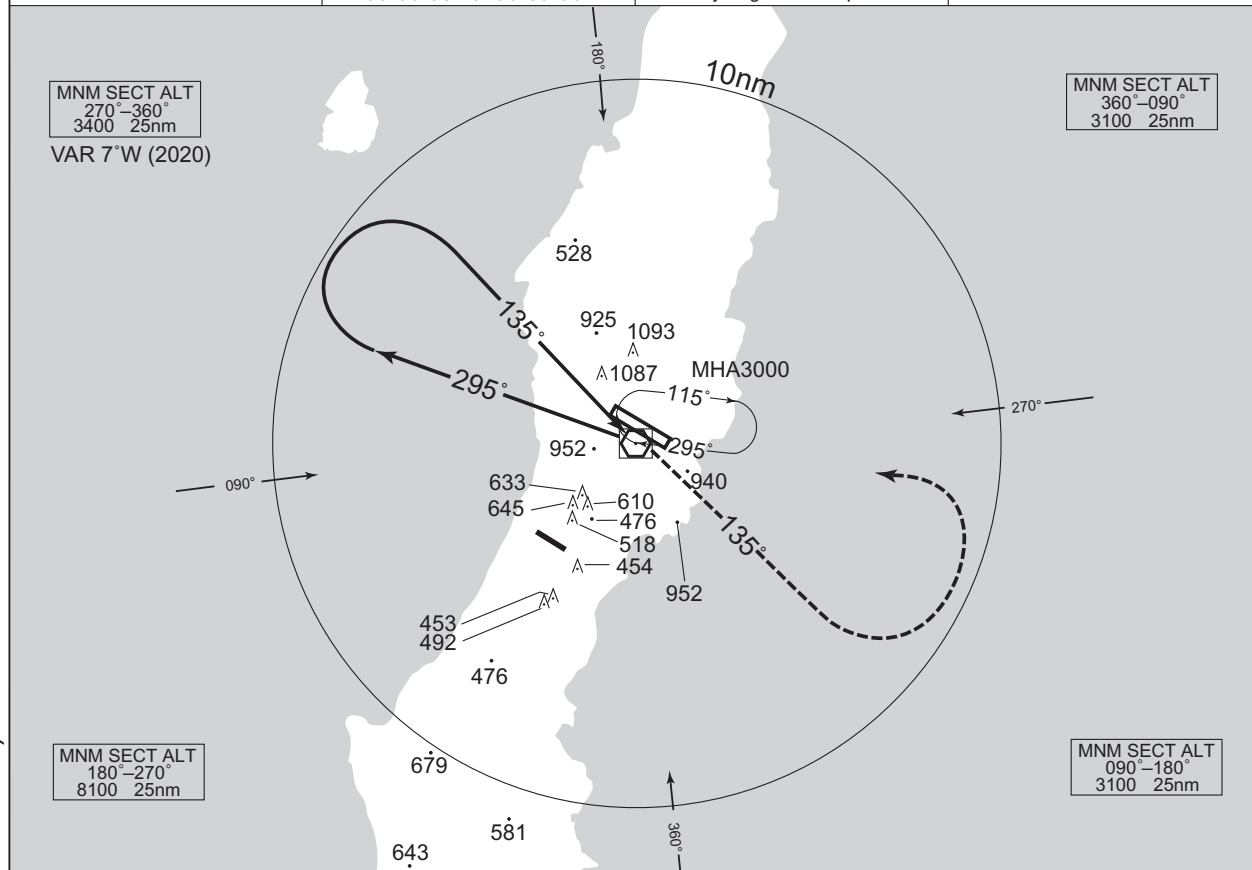 180°
10nm
MNM SECT ALT
270°–360°
3400 25nm
VAR 7°W (2020)
MNM SECT ALT
360°–090°
3100 25nm
528
135°
925
1093
1087
MHA3000
115°
295°
270°
952
295°
940
090°
633
645
610
476
518
135°
454
952
453
492
476
MNM SECT ALT
180°–270°
8100 25nm
679
MNM SECT ALT
090°–180°
3100 25nm
581
360°
643